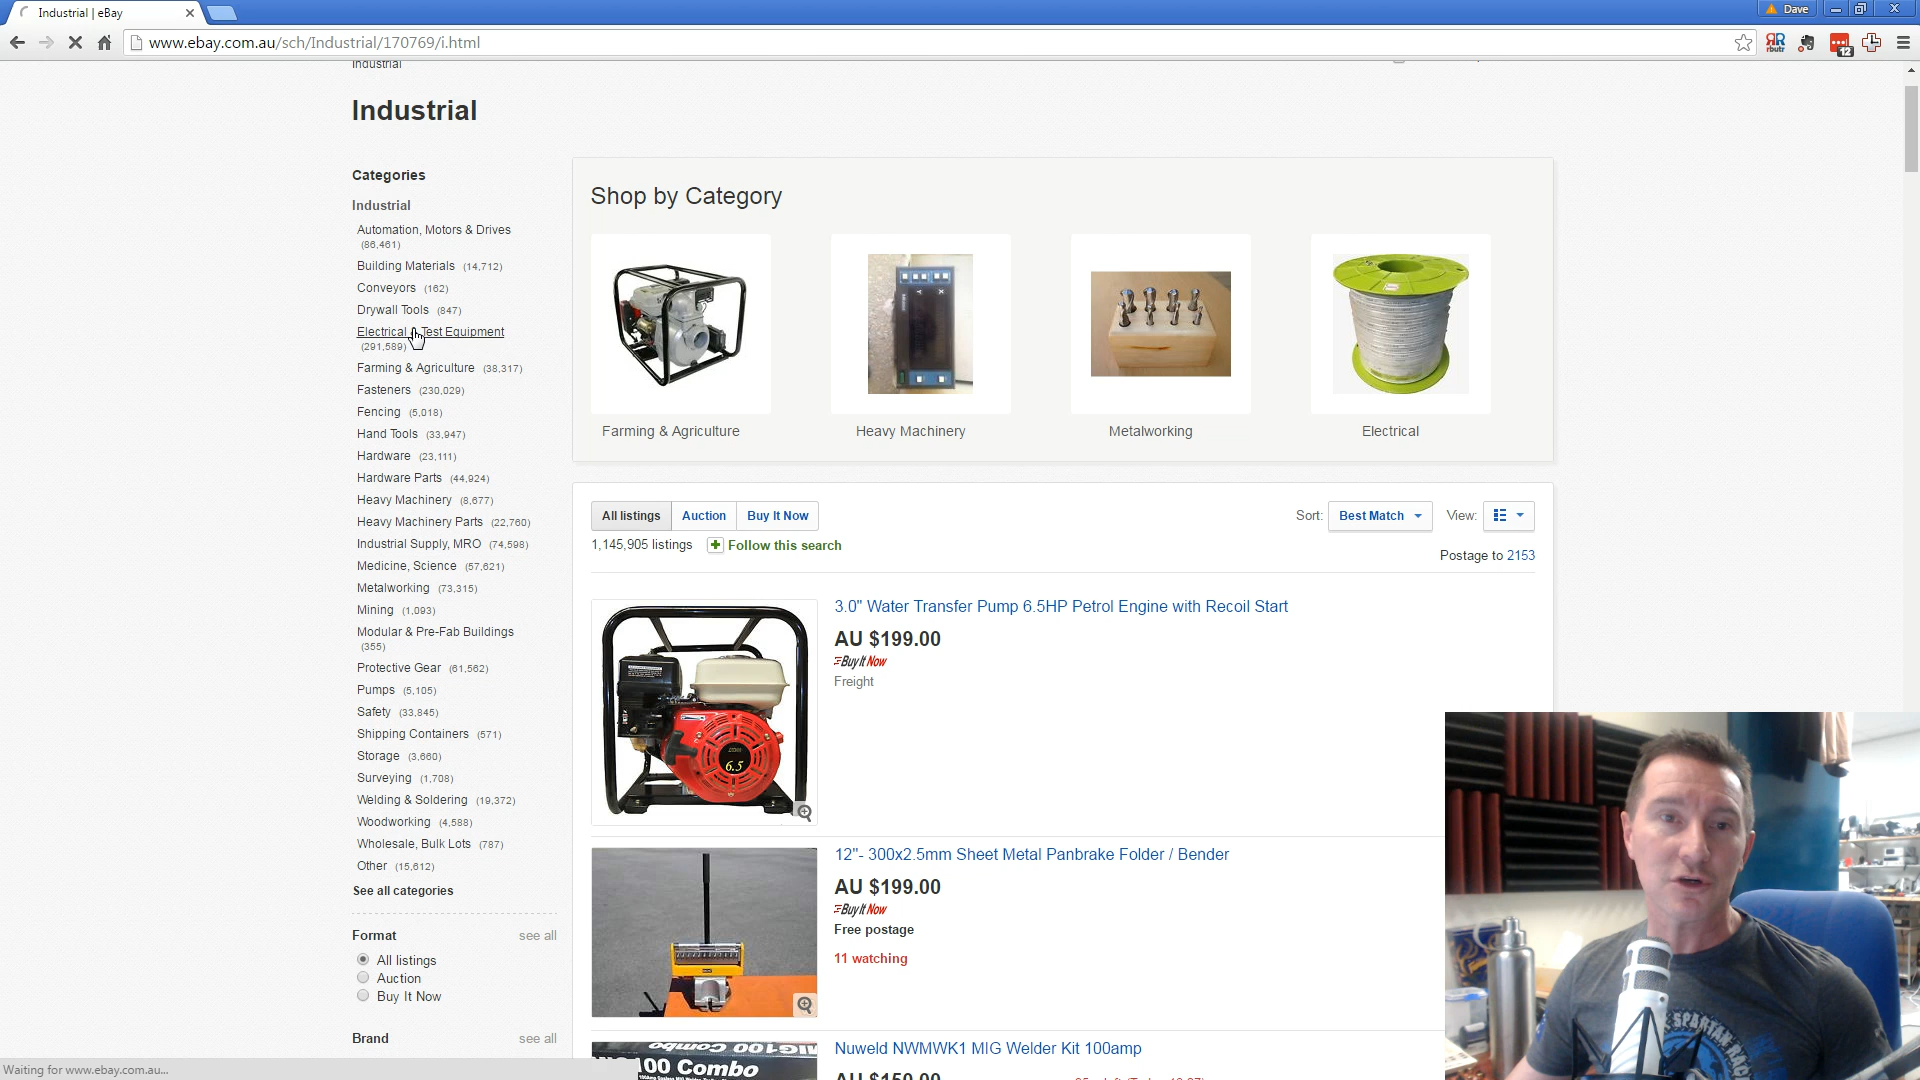 Industrial | eBay
Dave
www.ebay.com.au/sch/Industrial/170769/i.html
rbutr
12
Industrial
Industrial
Categories
Industrial
Automation, Motors & Drives
(86,461)
Building Materials (14,712)
Conveyors (162)
Drywall Tools (847)
Electrical Test Equipment
(291,589)
Farming & Agriculture (38,317)
Fasteners (230,029)
Fencing (5,018)
Hand Tools (33,947)
Hardware (23,111)
Hardware Parts (44,924)
Heavy Machinery (8,677)
Heavy Machinery Parts (22,760)
Industrial Supply, MRO (74,598)
Medicine, Science (57,621)
Metalworking (73,315)
Mining (1,093)
Modular & Pre-Fab Buildings
(355)
Protective Gear (61,562)
Pumps (5,105)
Safety (33,845)
Shipping Containers (571)
Storage (3,660)
Surveying (1,708)
Welding & Soldering (19,372)
Woodworking (4,588)
Wholesale, Bulk Lots (787)
Other (15,612)
See all categories
Format see all
All listings
Auction
Buy It Now
Brand see all
Shop by Category
Farming & Agriculture
Heavy Machinery
Metalworking
Electrical
All listings Auction Buy It Now
Sort: Best Match View:
1,145,905 listings Follow this search
Postage to 2153
3.0" Water Transfer Pump 6.5HP Petrol Engine with Recoil Start
AU $199.00
Buy It Now
Freight
6.5
12"- 300x2.5mm Sheet Metal Panbrake Folder / Bender
AU $199.00
Buy It Now
Free postage
11 watching
Nuweld NWMWK1 MIG Welder Kit 100amp
AU $159.00
100 Combo
Waiting for www.ebay.com.au...